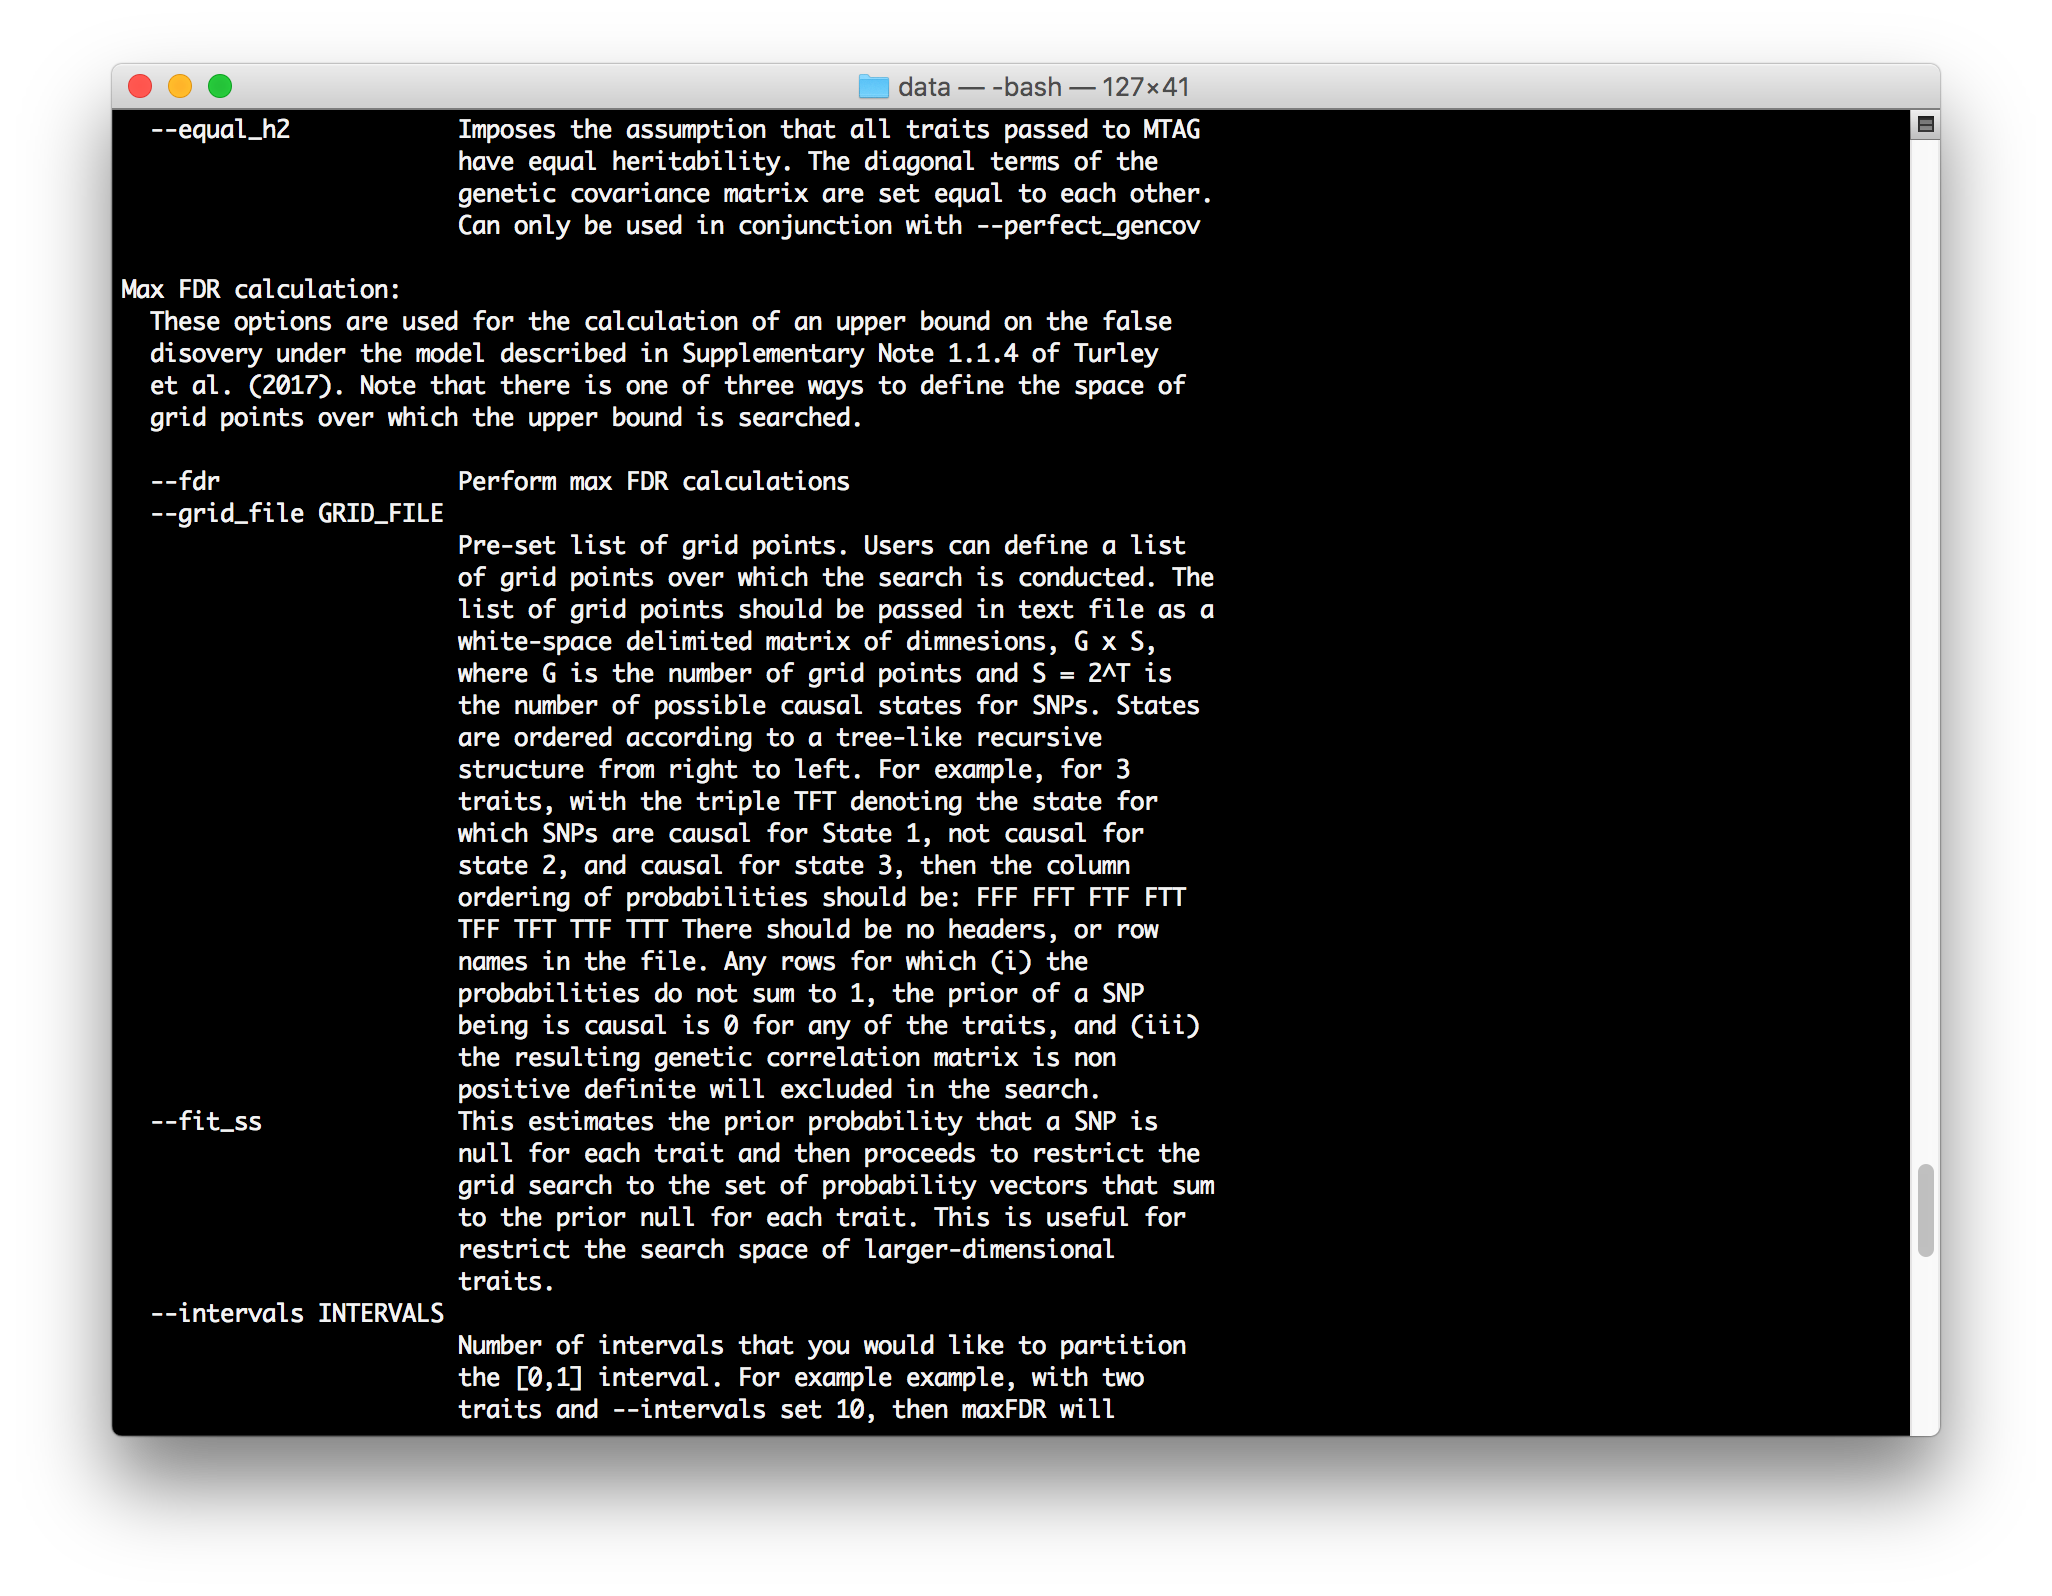 data — -bash — 127×41
--equal_h2 Imposes the assumption that all traits passed to MTAG
have equal heritability. The diagonal terms of the
genetic covariance matrix are set equal to each other.
Can only be used in conjunction with --perfect_gencov
Max FDR calculation:
These options are used for the calculation of an upper bound on the false
disovery under the model described in Supplementary Note 1.1.4 of Turley
et al. (2017). Note that there is one of three ways to define the space of
grid points over which the upper bound is searched.
--fdr Perform max FDR calculations
--grid_file GRID_FILE
Pre-set list of grid points. Users can define a list
of grid points over which the search is conducted. The
list of grid points should be passed in text file as a
white-space delimited matrix of dimnesions, G x S,
where G is the number of grid points and S = 2^T is
the number of possible causal states for SNPs. States
are ordered according to a tree-like recursive
structure from right to left. For example, for 3
traits, with the triple TFT denoting the state for
which SNPs are causal for State 1, not causal for
state 2, and causal for state 3, then the column
ordering of probabilities should be: FFF FFT FTF FTT
TFF TFT TTF TTT There should be no headers, or row
names in the file. Any rows for which (i) the
probabilities do not sum to 1, the prior of a SNP
being is causal is 0 for any of the traits, and (iii)
the resulting genetic correlation matrix is non
positive definite will excluded in the search.
--fit_ss This estimates the prior probability that a SNP is
null for each trait and then proceeds to restrict the
grid search to the set of probability vectors that sum
to the prior null for each trait. This is useful for
restrict the search space of larger-dimensional
traits.
--intervals INTERVALS
Number of intervals that you would like to partition
the [0,1] interval. For example example, with two
traits and --intervals set 10, then maxFDR will